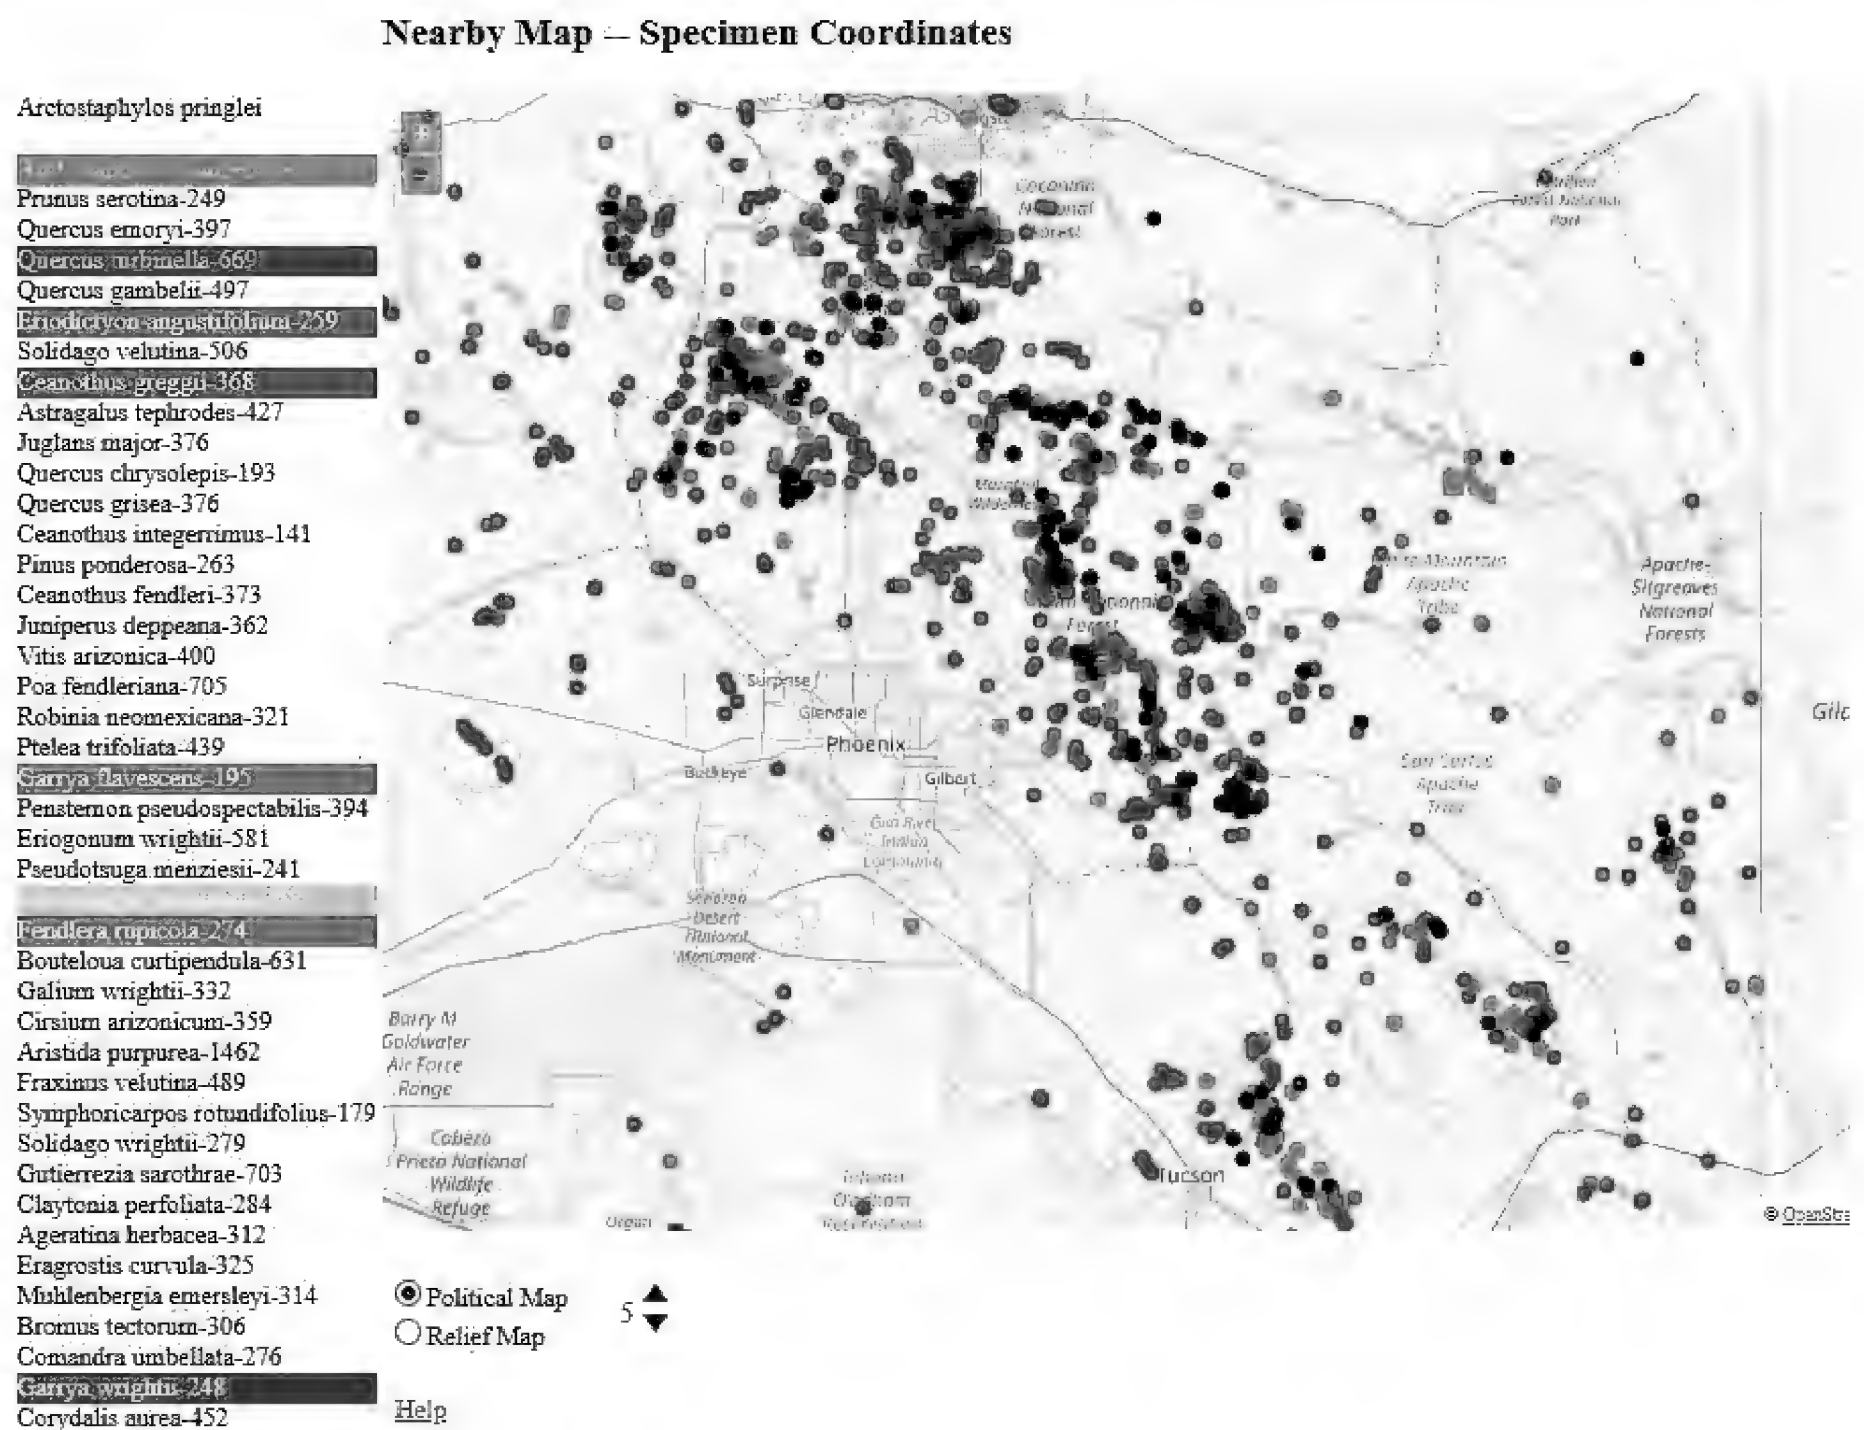 Nearby Map – Specimen Coordinates
Arctostaphylos pringlei
Prunus serotina-249
Quercus emoryi-397
Quercus turbinella-669
Quercus gambelii-497
Eriodictyon angustifolium-259
Solidago velutina-506
Ceanothus greggii-368
Astragalus tephrodes-427
Juglans major-376
Quercus chrysolepis-193
Quercus grisea-376
Ceanothus integerrimus-141
Pinus ponderosa-263
Ceanothus fendleri-373
Juniperus deppeana-362
Vitis arizonica-400
Poa fendleriana-705
Robinia neomexicana-321
Ptelea trifoliata-439
Garrya flavescens-195
Penstemon pseudospectabilis-394
Eriogonum wrightii-581
Pseudotsuga menziesii-241
Fendlera rupicola-274
Bouteloua curtipendula-631
Galium wrightii-332
Cirsium arizonicum-359
Aristida purpurea-1462
Fraxinus velutina-489
Symphoricarpos rotundifolius-179
Solidago wrightii-279
Gutierrezia sarothrae-703
Claytonia perfoliata-284
Ageratina herbacea-312
Eragrostis curvula-325
Muhlenbergia emersleyi-314
Bromus tectorum-306
Comandra umbellata-276
Garrya wrightii-248
Corydalis aurea-452
Coconino
National
Forest
Forest National
Park
Apache-
Sitgreaves
National
Forests
Mountain
Apache
Tribe
Forest
Surprise
Glendale
Phoenix
Buckeye
Gilbert
San Carlos
Apache
Gila River
Indian
Community
Sonoran
Desert
National
Monument
Barry M
Goldwater
Air Force
Range
Cabeza
Prieta National
Wildlife
Refuge
Tucson
Organ
© OpenStre
Political Map
5
Relief Map
Help